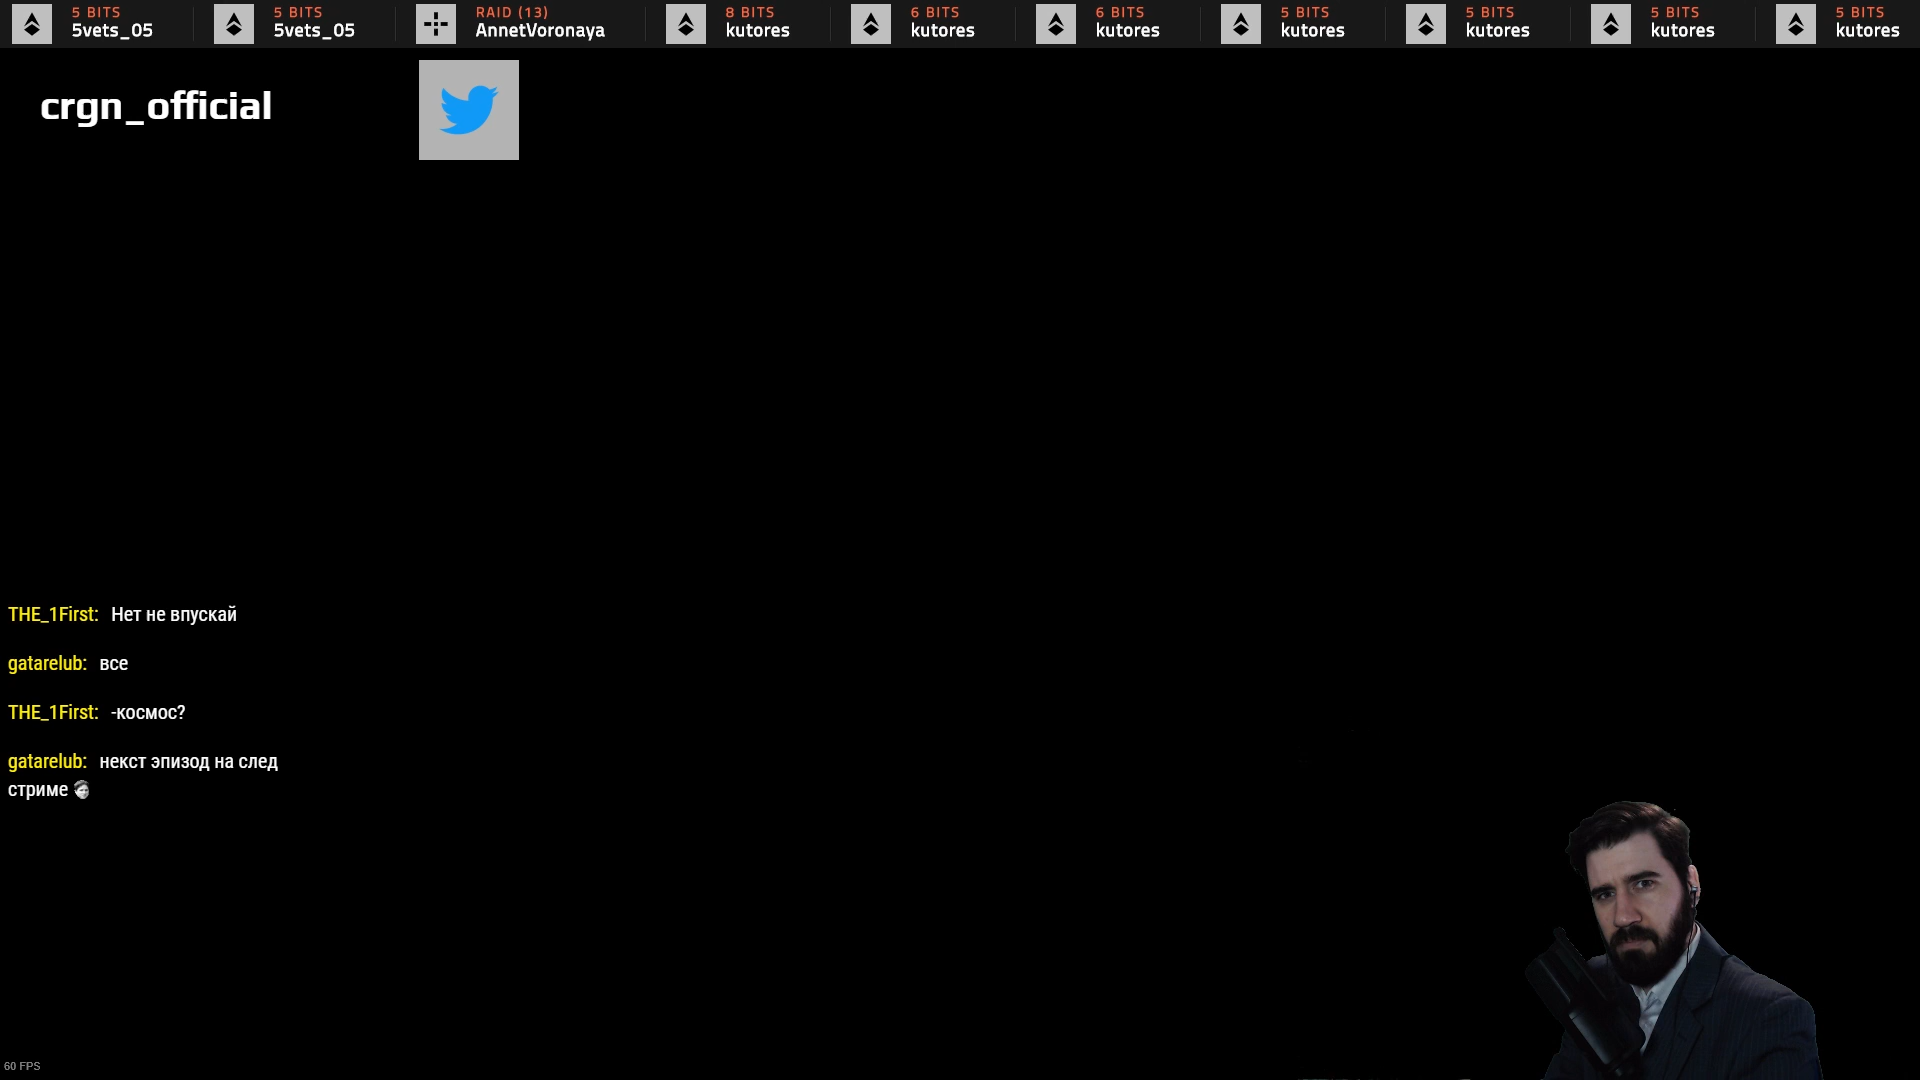 5 BITS
5vets_05
5 BITS
5vets_05
RAID (13)
AnnetVoronaya
8 BITS
kutores
6 BITS
kutores
6 BITS
kutores
5 BITS
kutores
5 BITS
kutores
5 BITS
kutores
5 BITS
kutores
crgn_official
THE_1First: Нет не впускай
gatarelub: все
THE_1First: -космос?
gatarelub: некст эпизод на след
стриме
60 FPS